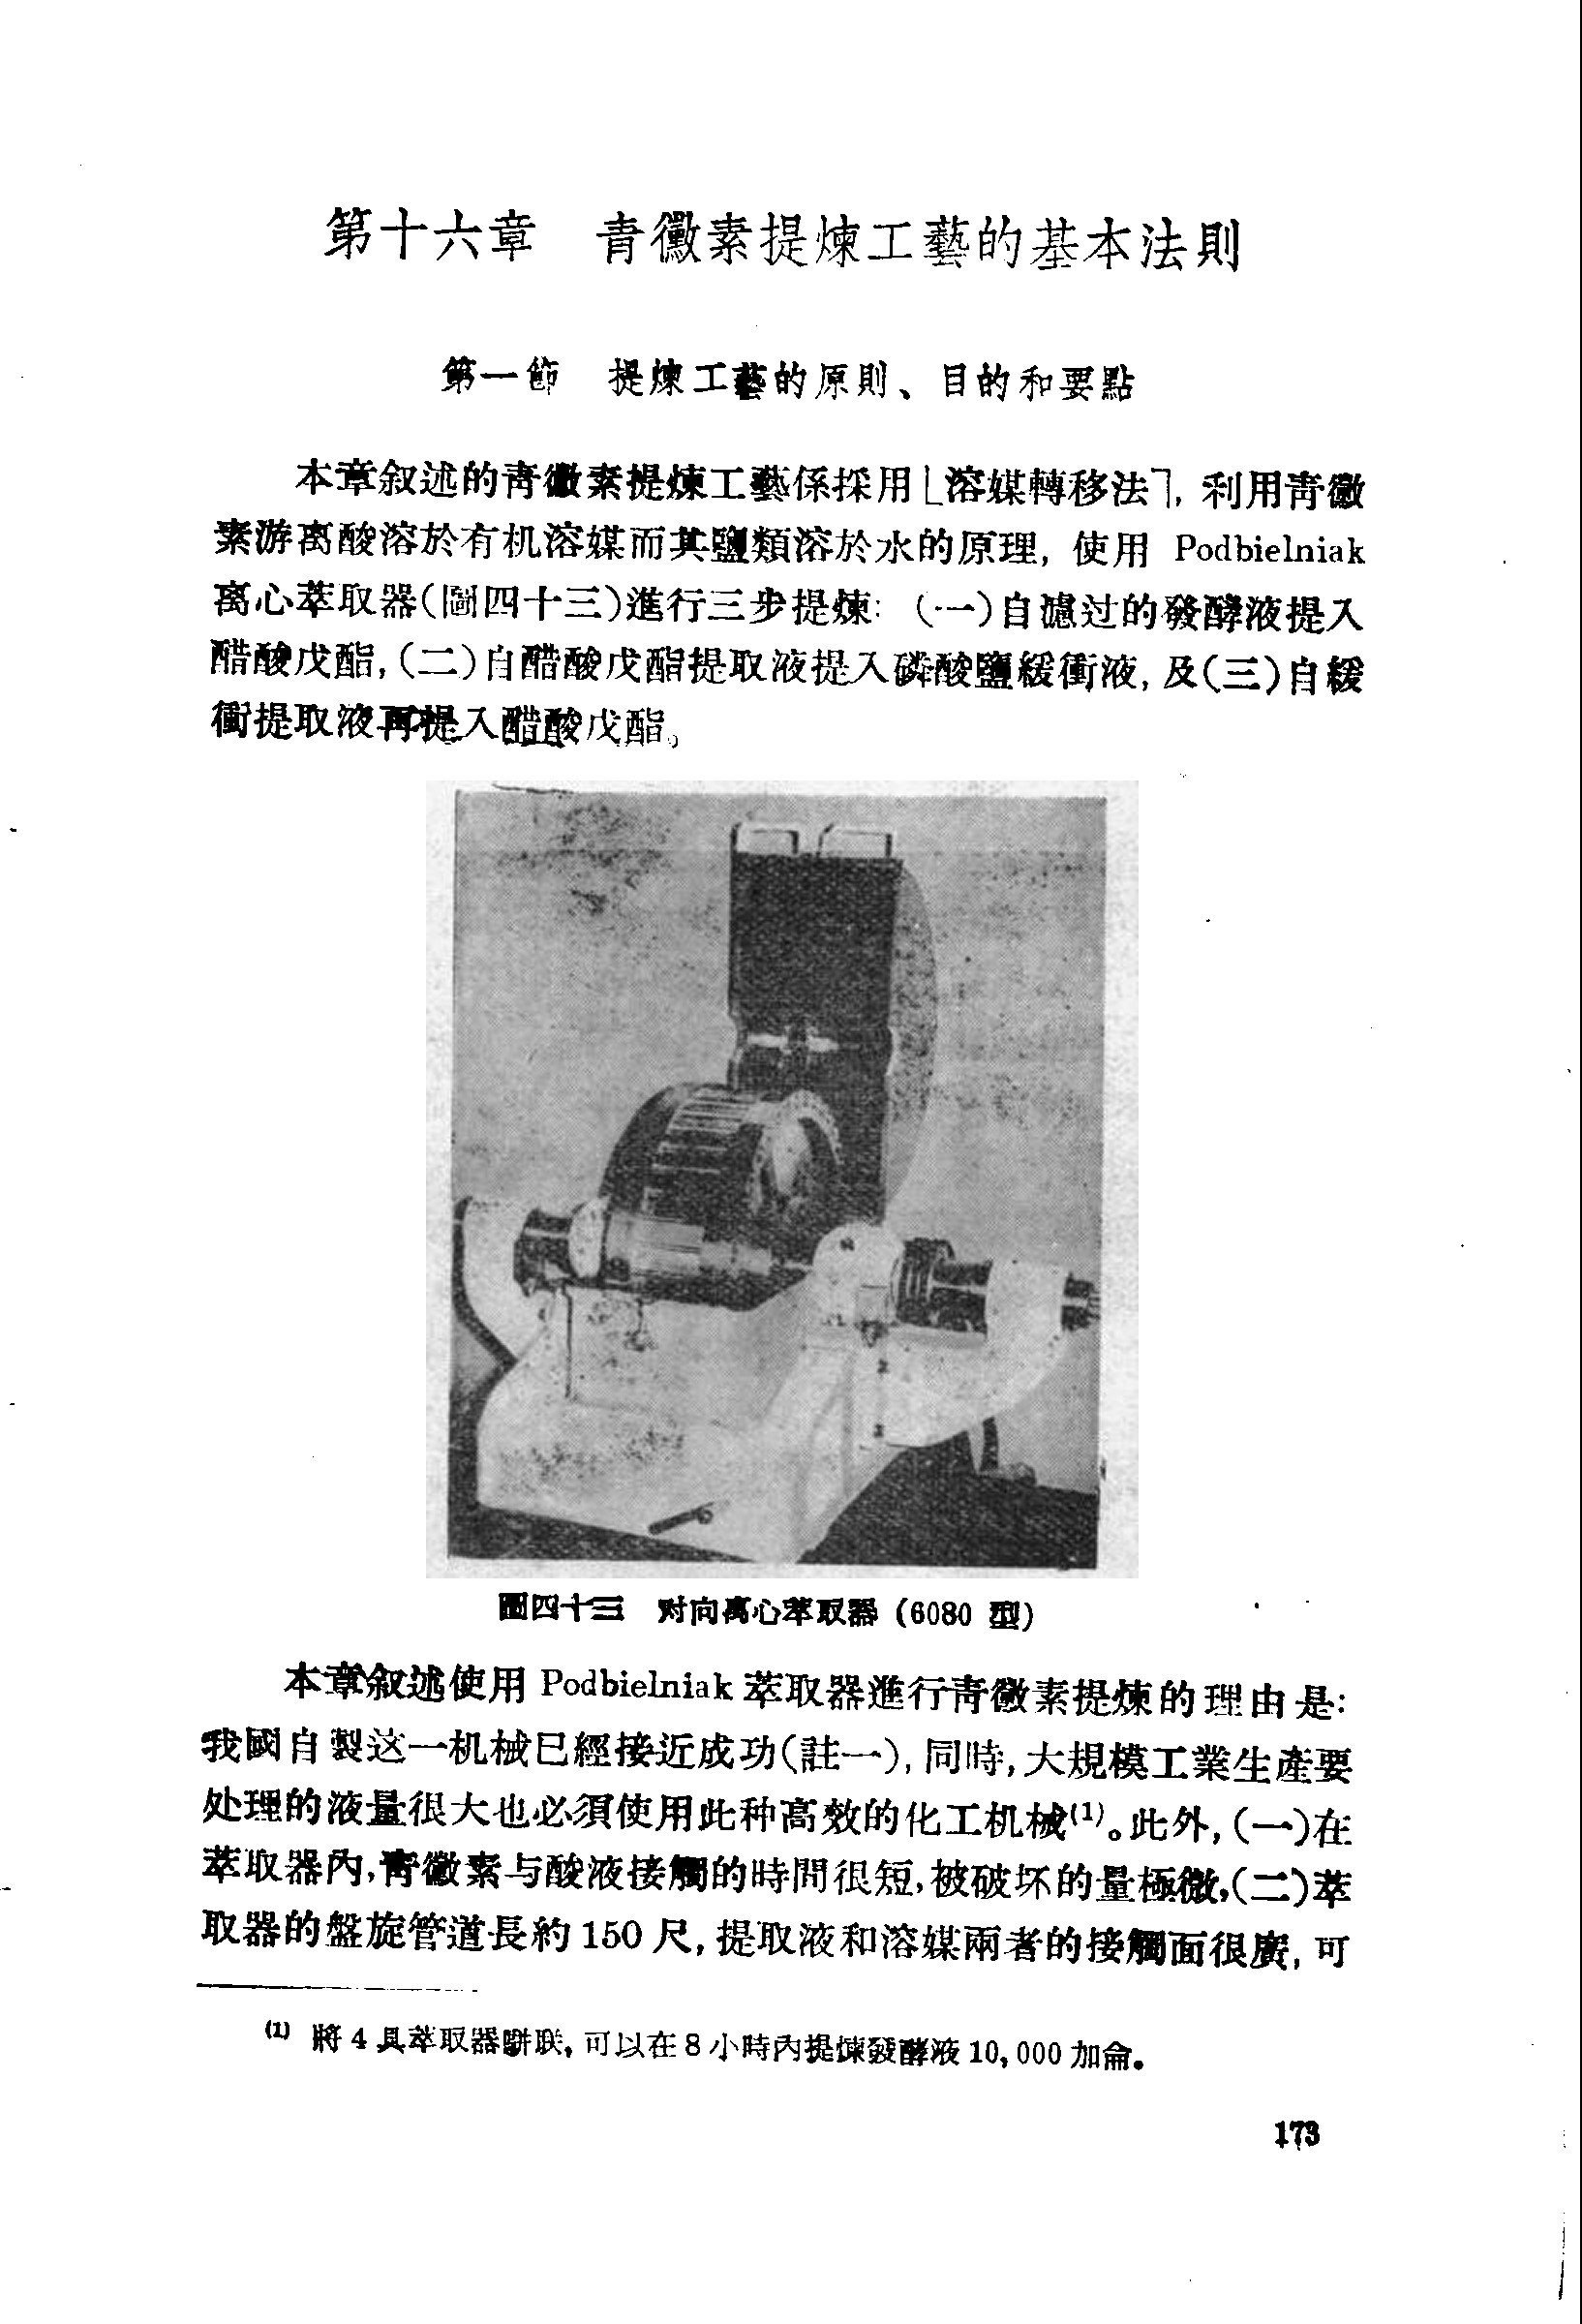 第十六章　青黴素提煉工藝的基本法則
第一節　提煉工藝的原則、目的和要點
本章叙述的青黴素提煉工藝係採用⌊溶媒轉移法⌉, 利用青黴
素游离酸溶於有机溶媒而其鹽類溶於水的原理, 使用 Podbielniak
离心萃取器(圖四十三)進行三步提煉: (一)自濾过的發酵液提入
醋酸戊酯, (二)自醋酸戊酯提取液提入磷酸鹽緩衝液, 及(三)自緩
衝提取液再提入醋酸戊酯。
圖四十三　对向离心萃取器 (6080 型)
本章叙述使用 Podbielniak 萃取器進行青黴素提煉的理由是:
我國自製这一机械已經接近成功(註一), 同時, 大規模工業生產要
处理的液量很大也必須使用此种高效的化工机械⁽¹⁾。此外, (一)在
萃取器內, 青黴素与酸液接觸的時間很短, 被破坏的量極微, (二)萃
取器的盤旋管道長約 150 尺, 提取液和溶媒兩者的接觸面很廣, 可
(1) 將 4 具萃取器騈联, 可以在 8 小時內提煉發酵液 10, 000 加侖。
173